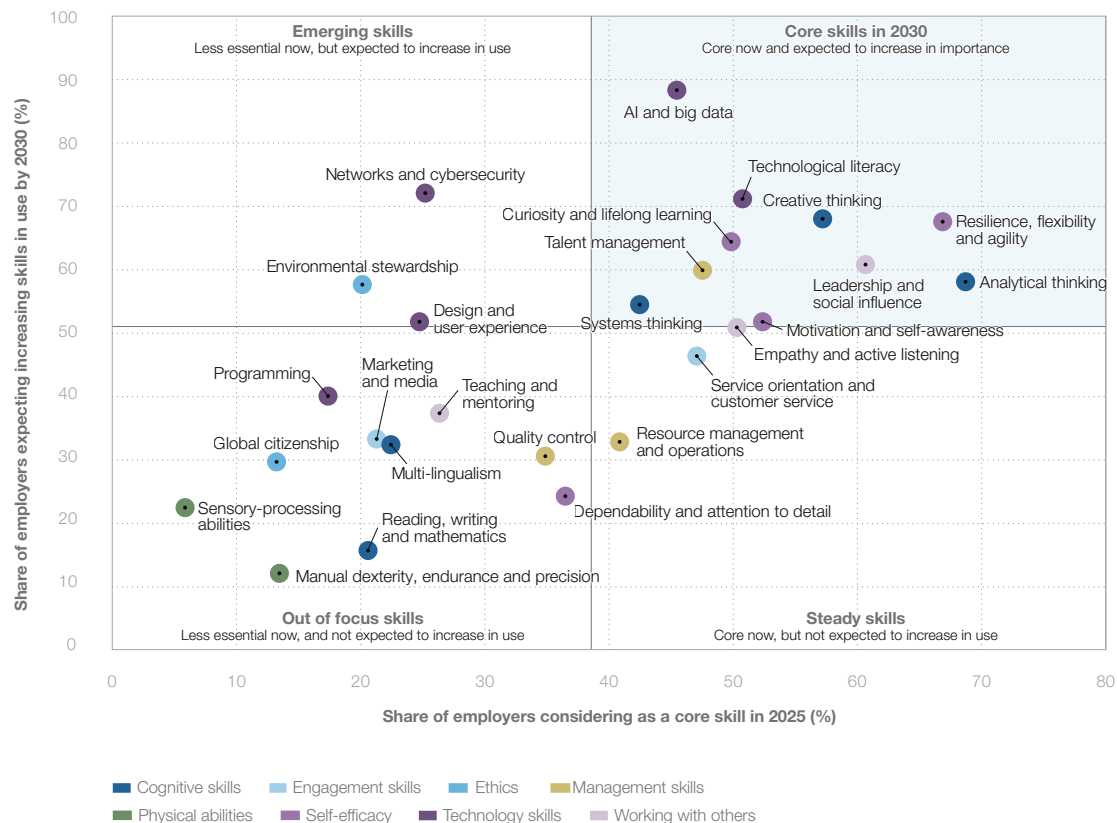 100
Emerging skills
Less essential now, but expected to increase in use
Core skills in 2030
Core now and expected to increase in importance
90
AI and big data
80
Technological literacy
Networks and cybersecurity
70
Creative thinking
Curiosity and lifelong learning
Resilience, flexibility
and agility
Talent management
60
Environmental stewardship
Leadership and
social influence
Analytical thinking
Design and
user experience
Systems thinking
50
Motivation and self-awareness
Empathy and active listening
Programming
Marketing
and media
Teaching and
mentoring
Service orientation and
customer service
40
Global citizenship
Quality control
Resource management
and operations
30
Multi-lingualism
Sensory-processing
abilities
Dependability and attention to detail
20
Reading, writing
and mathematics
Manual dexterity, endurance and precision
10
Out of focus skills
Less essential now, and not expected to increase in use
Steady skills
Core now, but not expected to increase in use
0
Share of employers expecting increasing skills in use by 2030 (%)
0 10 20 30 40 50 60 70 80
Share of employers considering as a core skill in 2025 (%)
Cognitive skills Engagement skills Ethics Management skills
Physical abilities Self-efficacy Technology skills Working with others